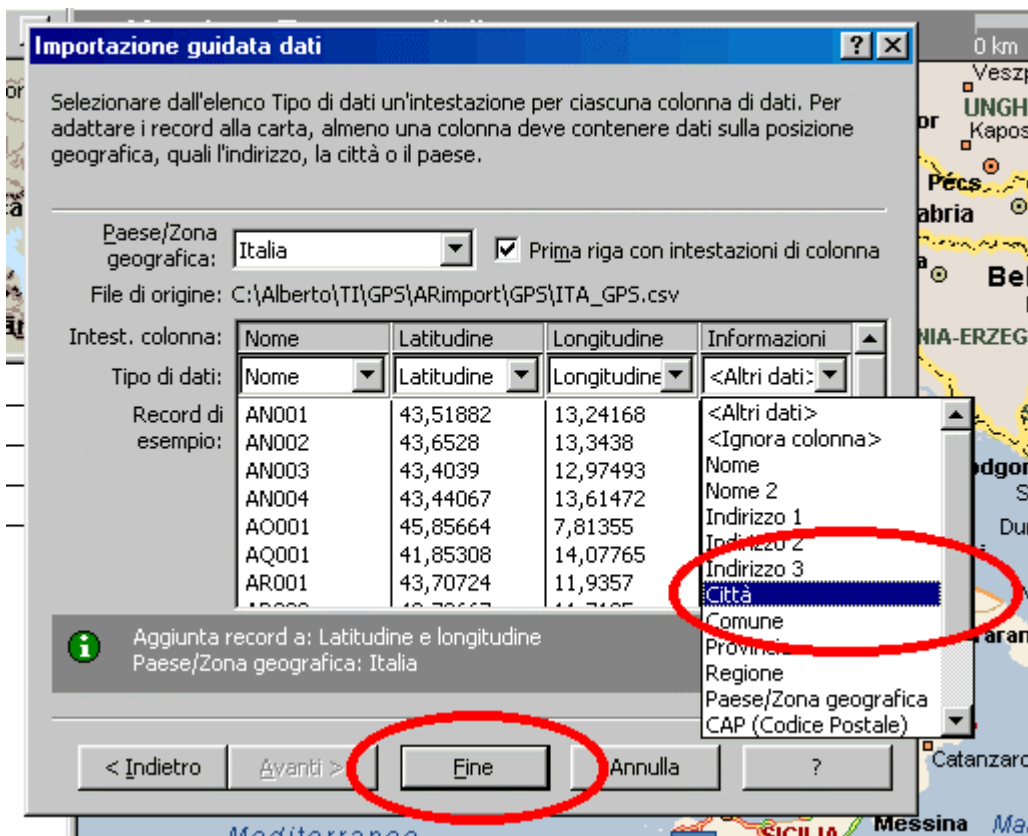 Importazione guidata dati
0 km
Selezionare dall'elenco Tipo di dati un'intestazione per ciascuna colonna di dati. Per
adattare i record alla carta, almeno una colonna deve contenere dati sulla posizione
geografica, quali l'indirizzo, la città o il paese.
Paese/Zona
geografica:
Italia
Prima riga con intestazioni di colonna
File di origine: C:\Alberto\TI\GPS\ARimport\GPS\ITA_GPS.csv
Intest. colonna: Nome Latitudine Longitudine Informazioni
Tipo di dati: Nome Latitudine Longitudine <Altri dati>
Record di
esempio:
AN001 43,51882 13,24168
AN002 43,6528 13,3438
AN003 43,4039 12,97493
AN004 43,44067 13,61472
AO001 45,85664 7,81355
AQ001 41,85308 14,07765
AR001 43,70724 11,9357
<Altri dati>
<Ignora colonna>
Nome
Nome 2
Indirizzo 1
Indirizzo 2
Indirizzo 3
Città
Comune
Provincia
Regione
Paese/Zona geografica
CAP (Codice Postale)
Aggiunta record a: Latitudine e longitudine
Paese/Zona geografica: Italia
< Indietro Avanti > Fine Annulla ?
Veszp
UNGH
Kapos
Pécs
abria
Bel
NIA-ERZEG
dgor
Dur
aran
Catanzaro
Messina
Mediterraneo
SICILIA
Ma